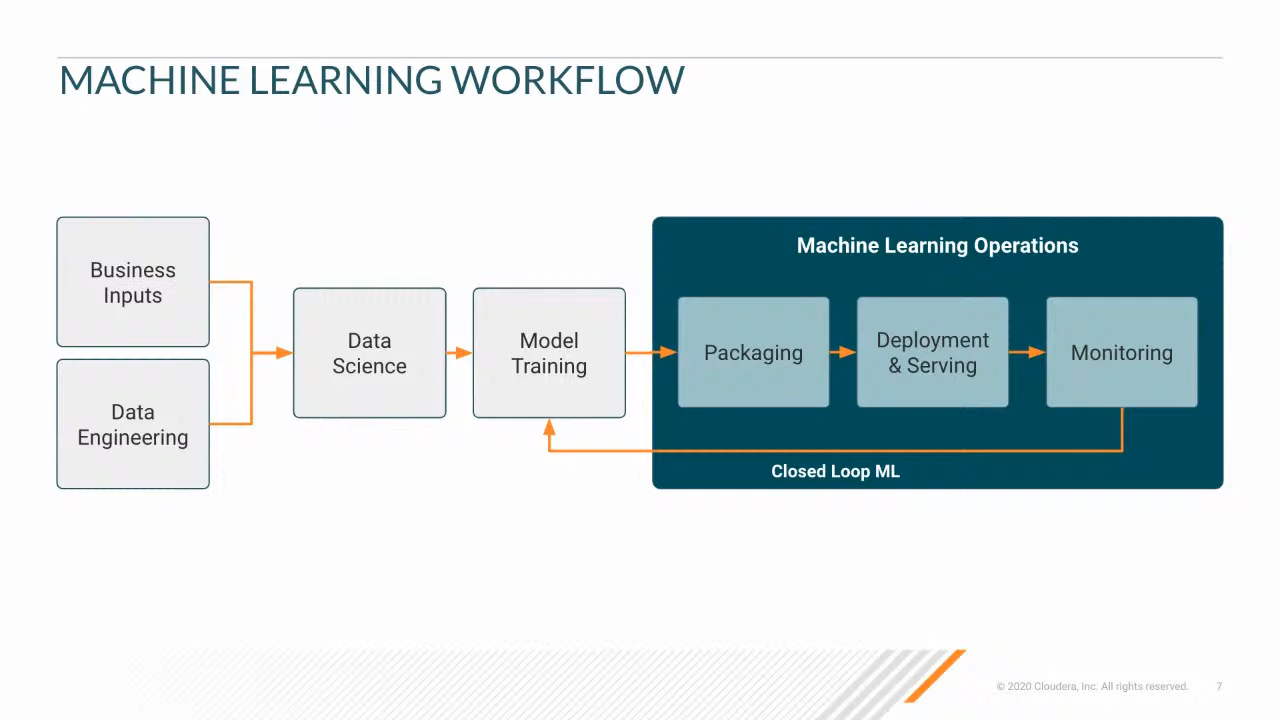 MACHINE LEARNING WORKFLOW
Business
Inputs
Data
Engineering
Data
Science
Model
Training
Machine Learning Operations
Packaging
Deployment
& Serving
Monitoring
Closed Loop ML
© 2020 Cloudera, Inc. All rights reserved. 7